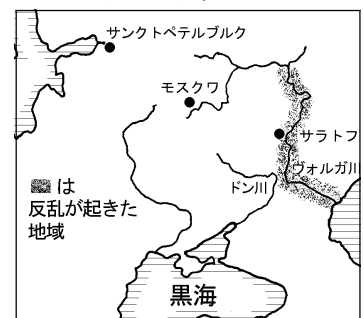 サンクトペテルブルク
モスクワ
サラトフ
ヴォルガ川
ドン川
は
反乱が起きた
地域
黒海